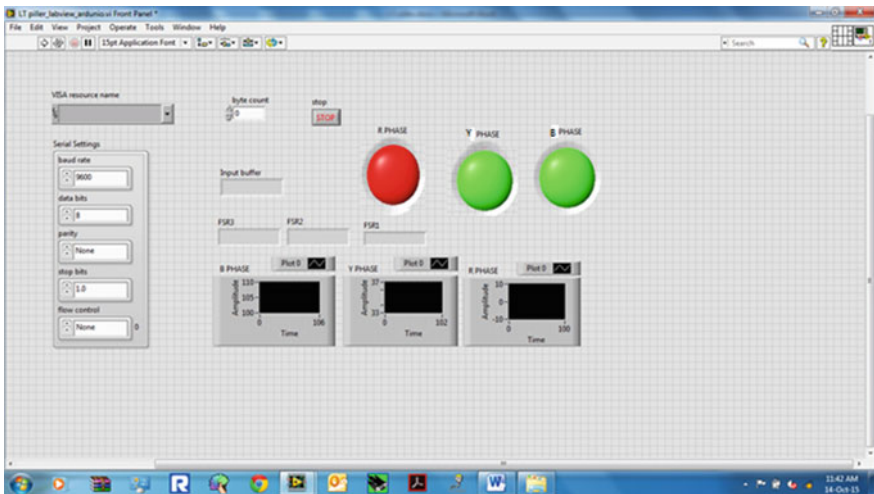 LT piller_labview_ardunio.vi Front Panel *
File Edit View Project Operate Tools Window Help
15pt Application Font
Search
VISA resource name
byte count
0
stop
STOP
R PHASE
Y PHASE
B PHASE
Serial Settings
baud rate
9600
data bits
8
parity
None
stop bits
1.0
flow control
None
0
Input buffer
FSR3
FSR2
FSR1
B PHASE
Plot 0
Amplitude
110
105
100
0
106
Time
Y PHASE
Plot 0
Amplitude
37
33
0
102
Time
R PHASE
Plot 0
Amplitude
10
0
-10
0
100
Time
11:42 AM
14-Oct-15